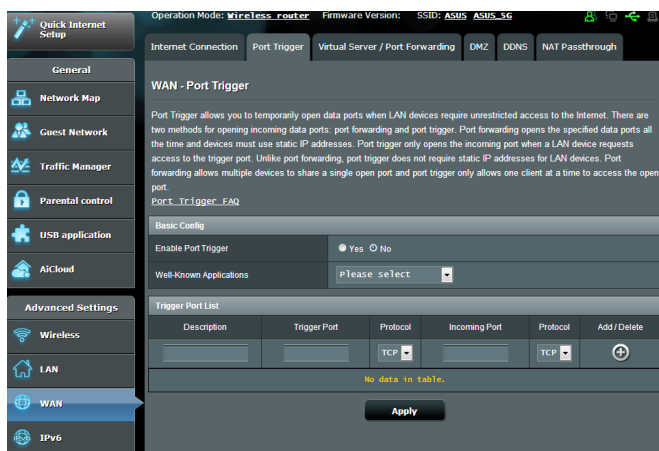 Operation Mode: Wireless router Firmware Version: SSID: ASUS ASUS_5G
Quick Internet Setup
Internet Connection Port Trigger Virtual Server / Port Forwarding DMZ DDNS NAT Passthrough
General
Network Map
Guest Network
Traffic Manager
Parental control
USB application
AiCloud
Advanced Settings
Wireless
LAN
WAN
IPv6
WAN - Port Trigger
Port Trigger allows you to temporarily open data ports when LAN devices require unrestricted access to the Internet. There are
two methods for opening incoming data ports: port forwarding and port trigger. Port forwarding opens the specified data ports all
the time and devices must use static IP addresses. Port trigger only opens the incoming port when a LAN device requests
access to the trigger port. Unlike port forwarding, port trigger does not require static IP addresses for LAN devices. Port
forwarding allows multiple devices to share a single open port and port trigger only allows one client at a time to access the open
port.
Port Trigger FAQ
Basic Config
Enable Port Trigger Yes No
Well-Known Applications Please select
Trigger Port List
Description Trigger Port Protocol Incoming Port Protocol Add / Delete
TCP TCP
No data in table.
Apply